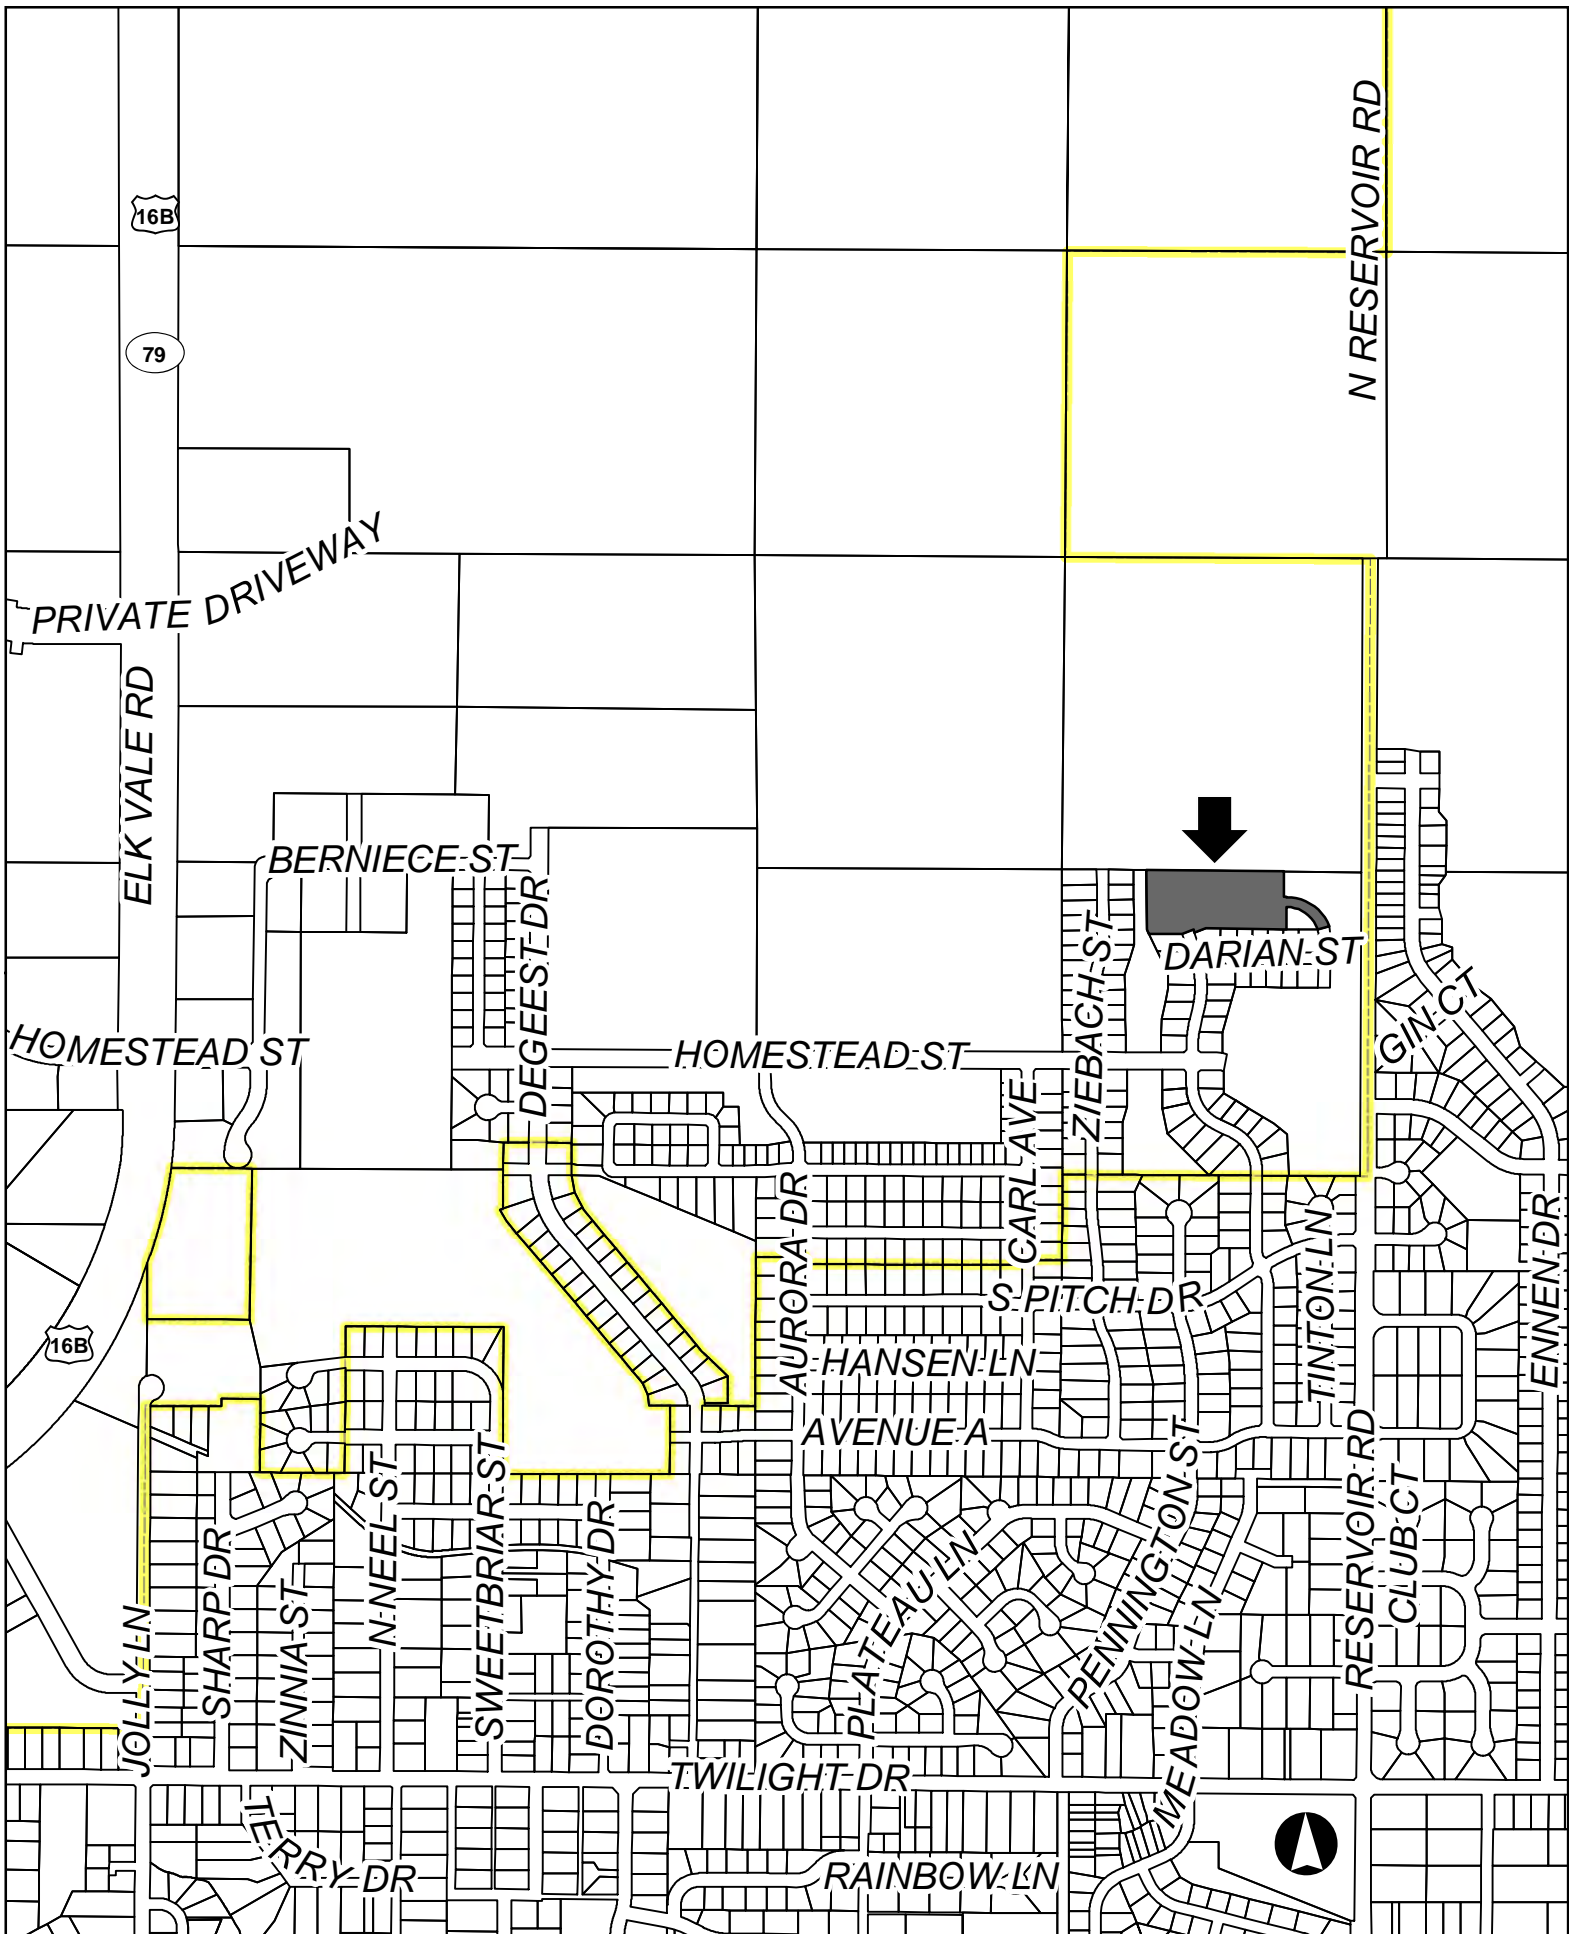 N RESERVOIR RD
16B
79
PRIVATE DRIVEWAY
ELK VALE RD
BERNIECE ST
DEGEEST DR
ZIEBACH ST
DARIAN ST
GIN CT
HOMESTEAD ST
HOMESTEAD ST
CARL AVE
AURORA DR
TINTON LN
ENNEN DR
S PITCH DR
16B
HANSEN LN
AVENUE A
RESERVOIR RD
CLUB CT
N NEEL ST
SWEETBRIAR ST
DOROTHY DR
SHARP DR
ZINNIA ST
JOLLY LN
PLATEAU LN
PENNINGTON ST
MEADOW LN
TWILIGHT DR
TERRY DR
RAINBOW LN